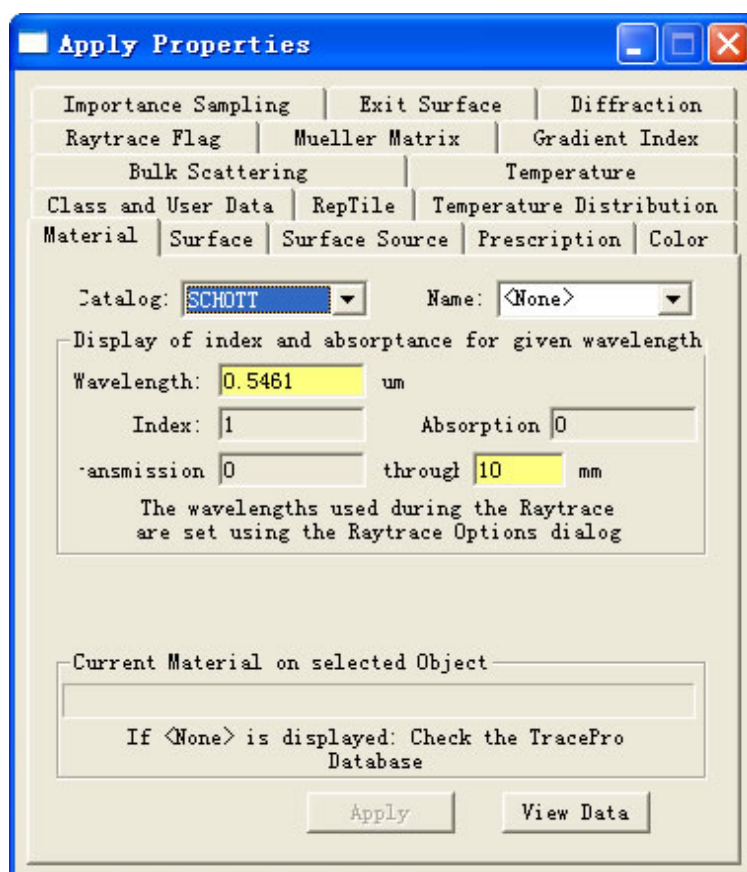 Apply Properties
Importance Sampling Exit Surface Diffraction
Raytrace Flag Mueller Matrix Gradient Index
Bulk Scattering Temperature
Class and User Data RepTile Temperature Distribution
Material Surface Surface Source Prescription Color
Catalog: SCHOTT Name: <None>
Display of index and absorptance for given wavelength
Wavelength: 0.5461 um
Index: 1 Absorption 0
ansmission 0 through 10 mm
The wavelengths used during the Raytrace
are set using the Raytrace Options dialog
Current Material on selected Object
If <None> is displayed: Check the TracePro
Database
Apply View Data